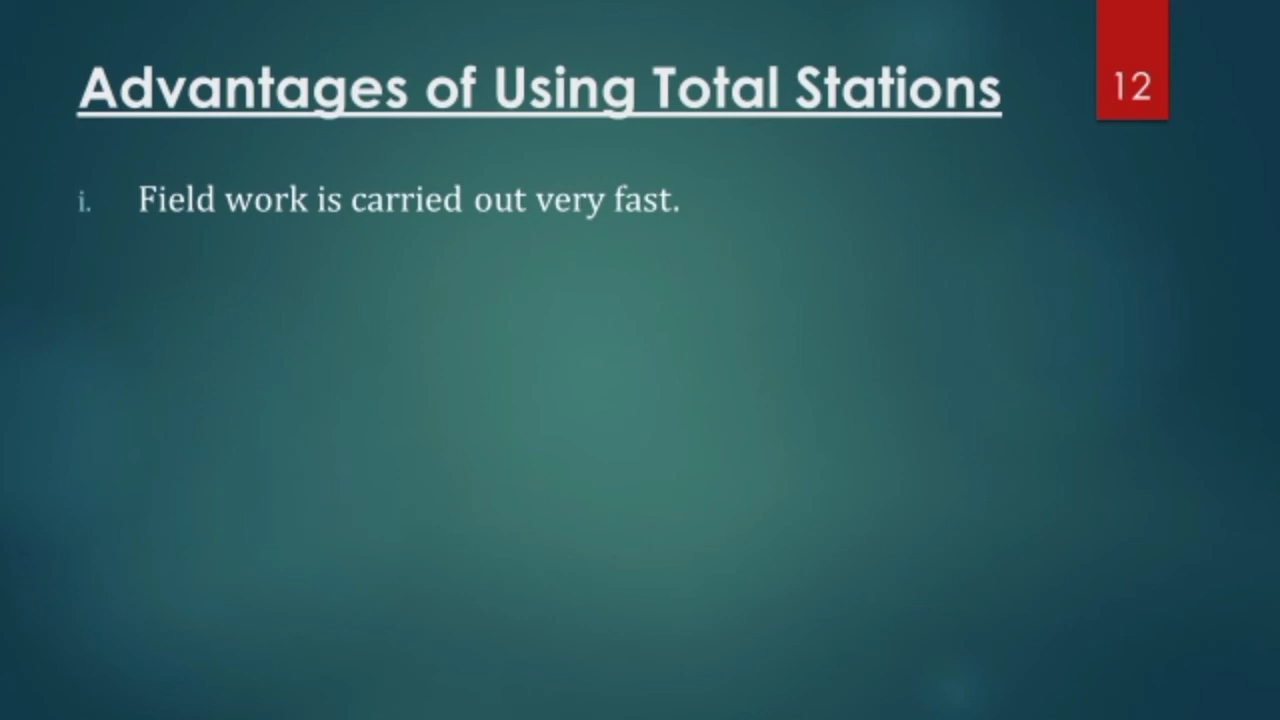 Advantages of Using Total Stations
12
i. Field work is carried out very fast.